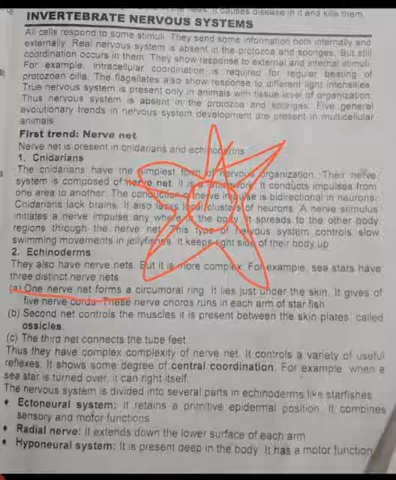 It causes disease in it and kills them.
INVERTEBRATE NERVOUS SYSTEMS
All cells respond to some stimuli. They send some information both internally and
externally. Real nervous system is absent in the protozoa and sponges. But still
coordination occurs in them. They show response to external and internal stimuli.
For example, Intracellular coordination is required for regular beating of
protozoan cilia. The flagellates also show response to different light intensities.
True nervous system is present only in animals with tissue level of organization.
Thus nervous system is absent in the protozoa and sponges. Five general
evolutionary trends in nervous system development are present in multicellular
animals
First trend: Nerve net
Nerve net is present in cnidarians and echinoderms
1. Cnidarians
The cnidarians have the simplest form of nervous organization. Their nerve
system is composed of nerve net. It is work. It conducts impulses from
one area to another. The conduction of nerve impulse is bidirectional in neurons.
Cnidarians lack brains. It also lacks local clusters of neurons. A nerve stimulus
initiates a nerve impulse any where in the body. It spreads to the other body
regions through the nerve net. This type of nervous system controls slow
swimming movements in jellyfishes. It keeps right side of their body up
2. Echinoderms
They also have nerve nets. But it is more complex. For example, sea stars have
three distinct nerve nets
(a) One nerve net forms a circumoral ring. It lies just under the skin. It gives of
five nerve cords. These nerve chords runs in each arm of star fish
(b) Second net controls the muscles it is present between the skin plates, called
ossicles.
(c) The third net connects the tube feet.
Thus they have complex complexity of nerve net. It controls a variety of useful
reflexes. It shows some degree of central coordination. For example when a
sea star is turned over, it can right itself.
The nervous system is divided into several parts in echinoderms like starfishes
• Ectoneural system: It retains a primitive epidermal position. It combines
sensory and motor functions
• Radial nerve: It extends down the lower surface of each arm
• Hyponeural system: It is present deep in the body. It has a motor function